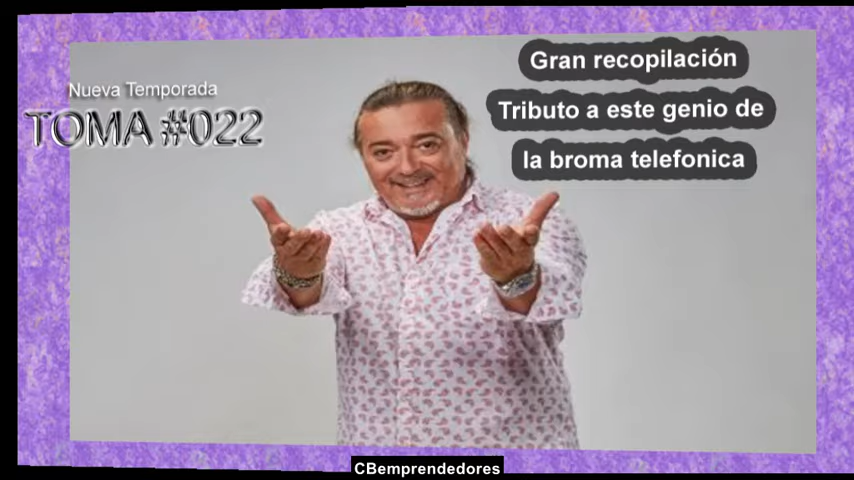 Nueva Temporada
TOMA #022
Gran recopilación
Tributo a este genio de
la broma telefonica
CBemprendedores